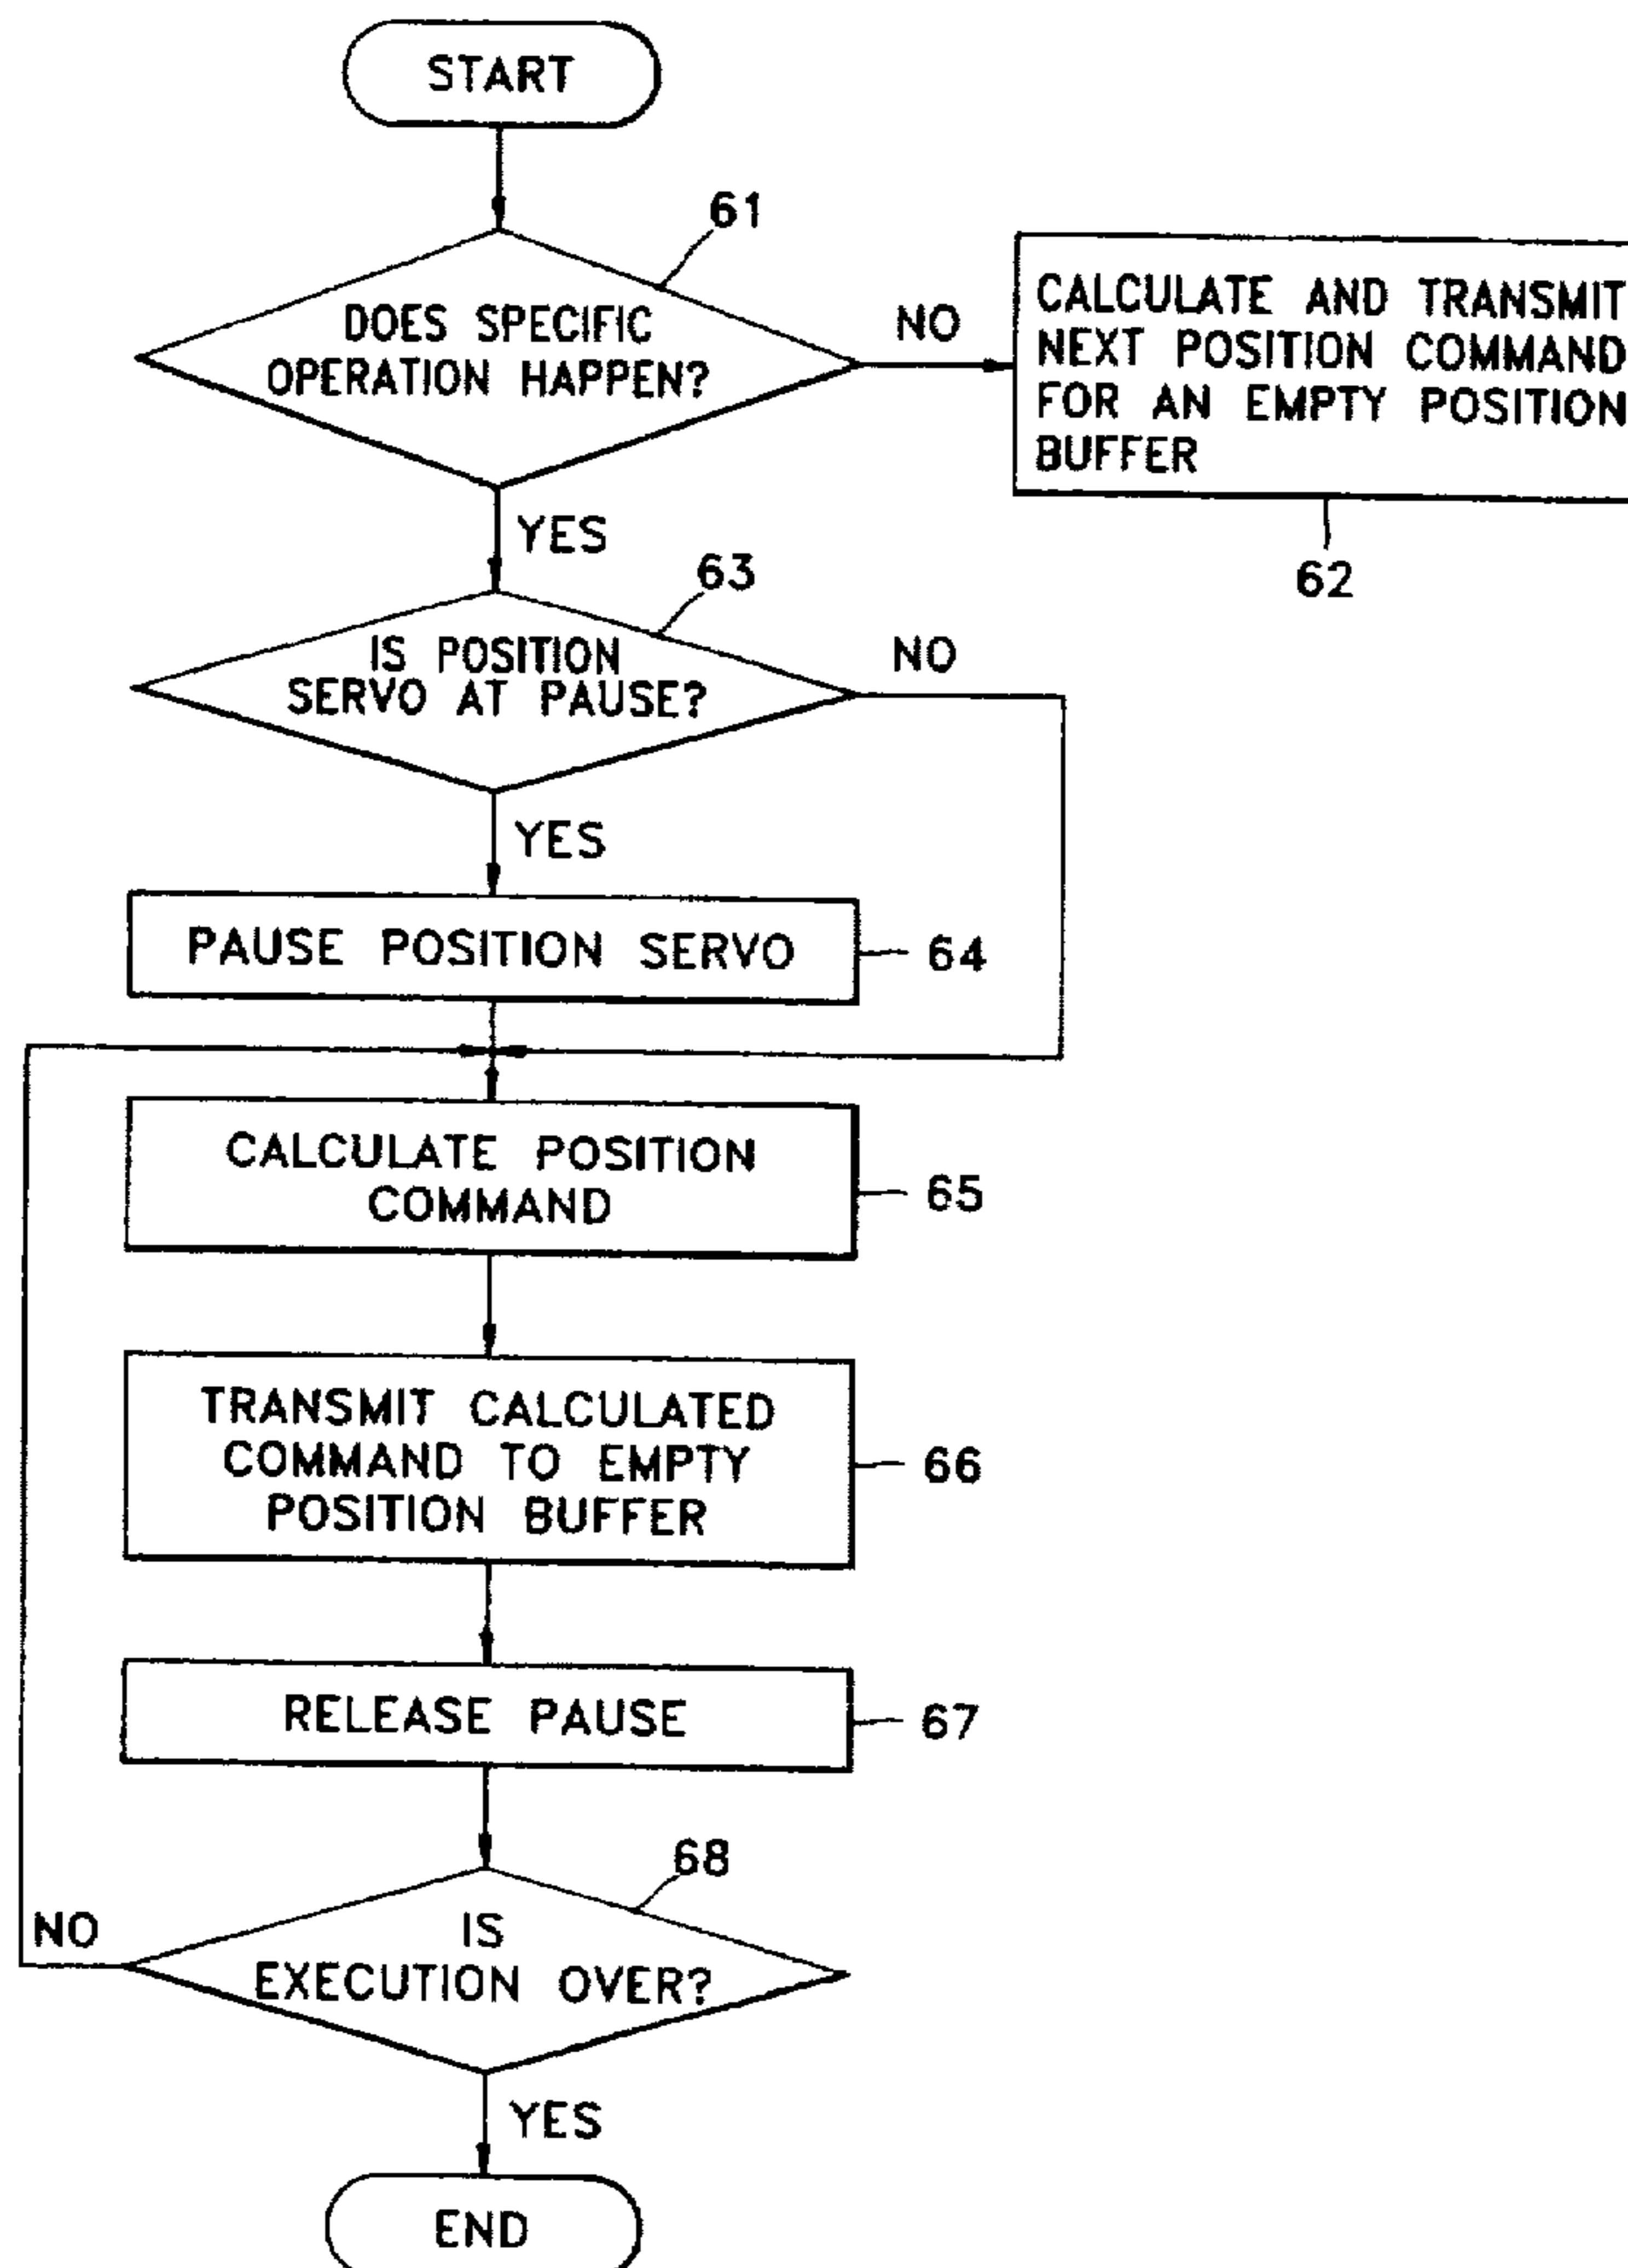 START
61
DOES SPECIFIC
OPERATION HAPPEN?
NO
CALCULATE AND TRANSMIT
NEXT POSITION COMMAND
FOR AN EMPTY POSITION
BUFFER
62
YES
63
IS POSITION
SERVO AT PAUSE?
NO
YES
PAUSE POSITION SERVO
64
CALCULATE POSITION
COMMAND
65
TRANSMIT CALCULATED
COMMAND TO EMPTY
POSITION BUFFER
66
RELEASE PAUSE
67
68
NO
IS
EXECUTION OVER?
YES
END